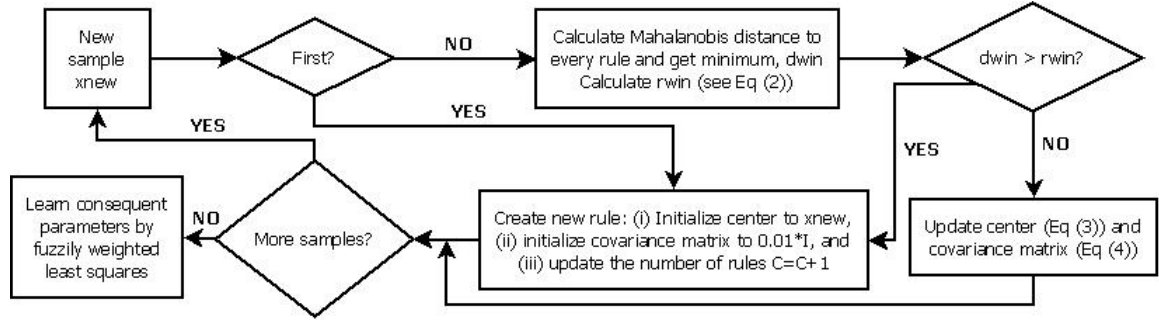 New
sample
xnew
First?
NO
Calculate Mahalanobis distance to
every rule and get minimum, dwin
Calculate rwin (see Eq (2))
dwin > rwin?
YES
YES
YES
NO
Learn consequent
parameters by
fuzzily weighted
least squares
NO
More samples?
Create new rule: (i) Initialize center to xnew,
(ii) initialize covariance matrix to 0.01*I, and
(iii) update the number of rules C=C+1
Update center (Eq (3)) and
covariance matrix (Eq (4))